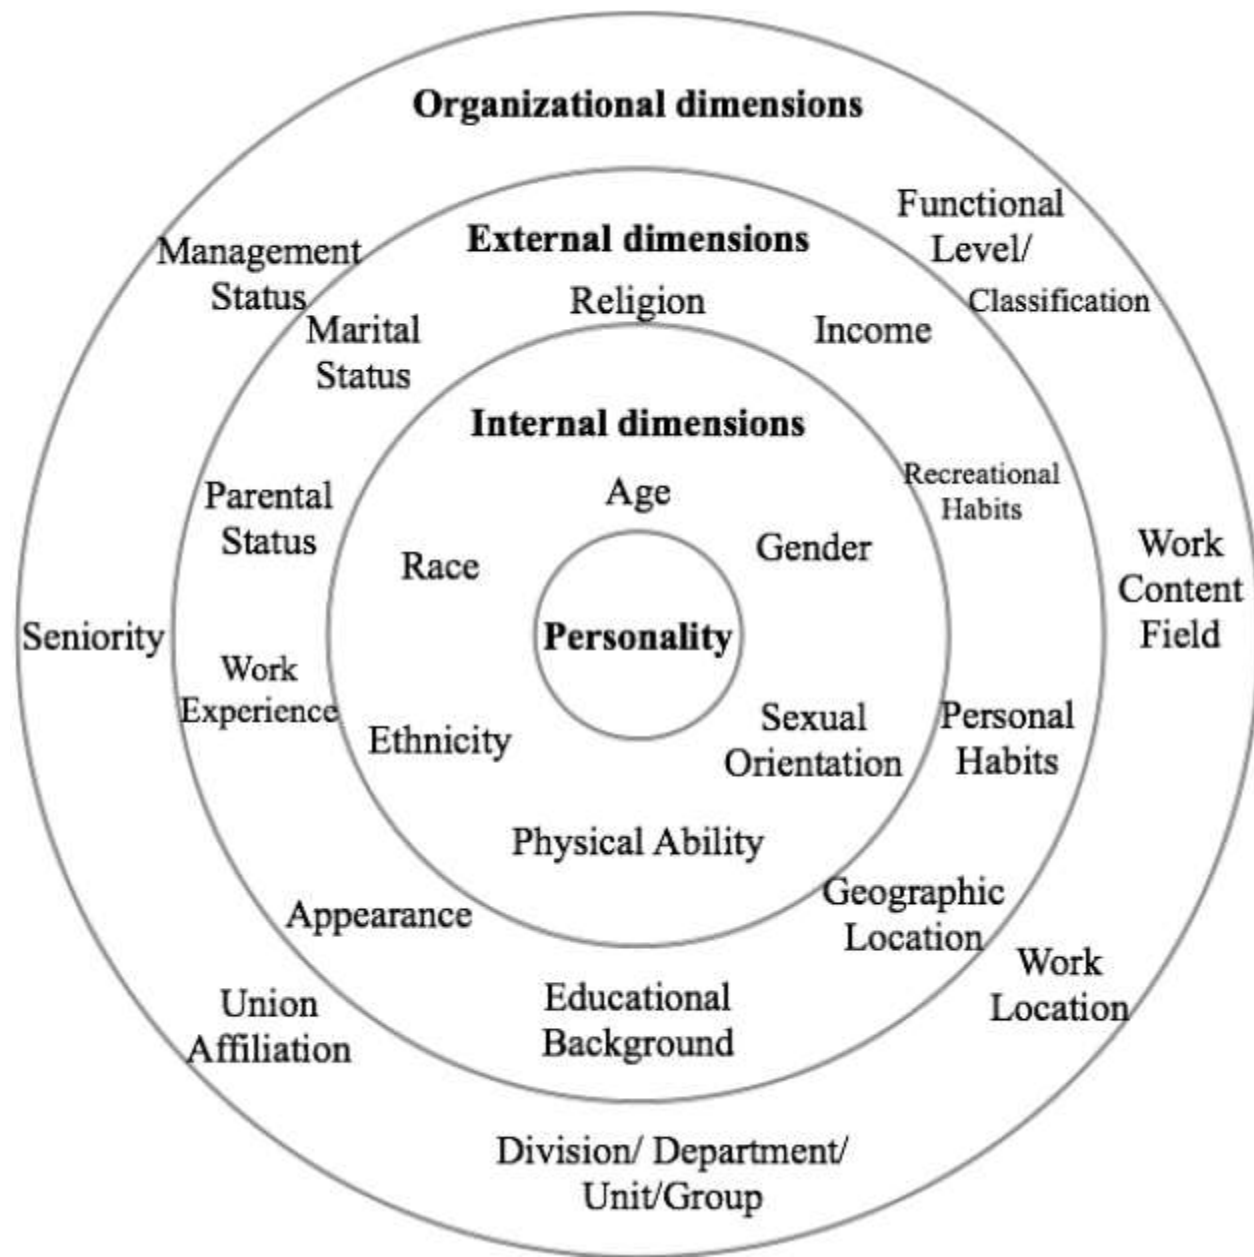 Organizational dimensions
Functional
Level/
Classification
Management
Status
External dimensions
Religion
Marital
Status
Income
Internal dimensions
Age
Recreational
Habits
Parental
Status
Race
Gender
Work
Content
Field
Seniority
Personality
Work
Experience
Ethnicity
Sexual
Orientation
Personal
Habits
Physical Ability
Appearance
Geographic
Location
Work
Location
Union
Affiliation
Educational
Background
Division/ Department/
Unit/Group